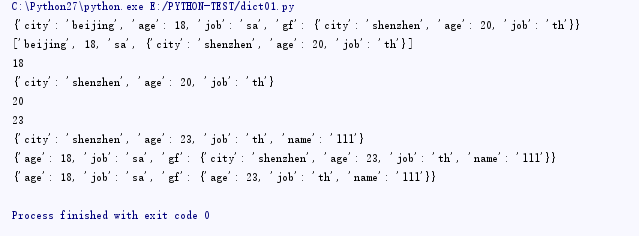 C:\Python27\python.exe E:/PYTHON-TEST/dict01.py
{'city': 'beijing', 'age': 18, 'job': 'sa', 'gf': {'city': 'shenzhen', 'age': 20, 'job': 'th'}}
['beijing', 18, 'sa', {'city': 'shenzhen', 'age': 20, 'job': 'th'}]
18
{'city': 'shenzhen', 'age': 20, 'job': 'th'}
20
23
{'city': 'shenzhen', 'age': 23, 'job': 'th', 'name': 'lll'}
{'age': 18, 'job': 'sa', 'gf': {'city': 'shenzhen', 'age': 23, 'job': 'th', 'name': 'lll'}}
{'age': 18, 'job': 'sa', 'gf': {'age': 23, 'job': 'th', 'name': 'lll'}}
Process finished with exit code 0